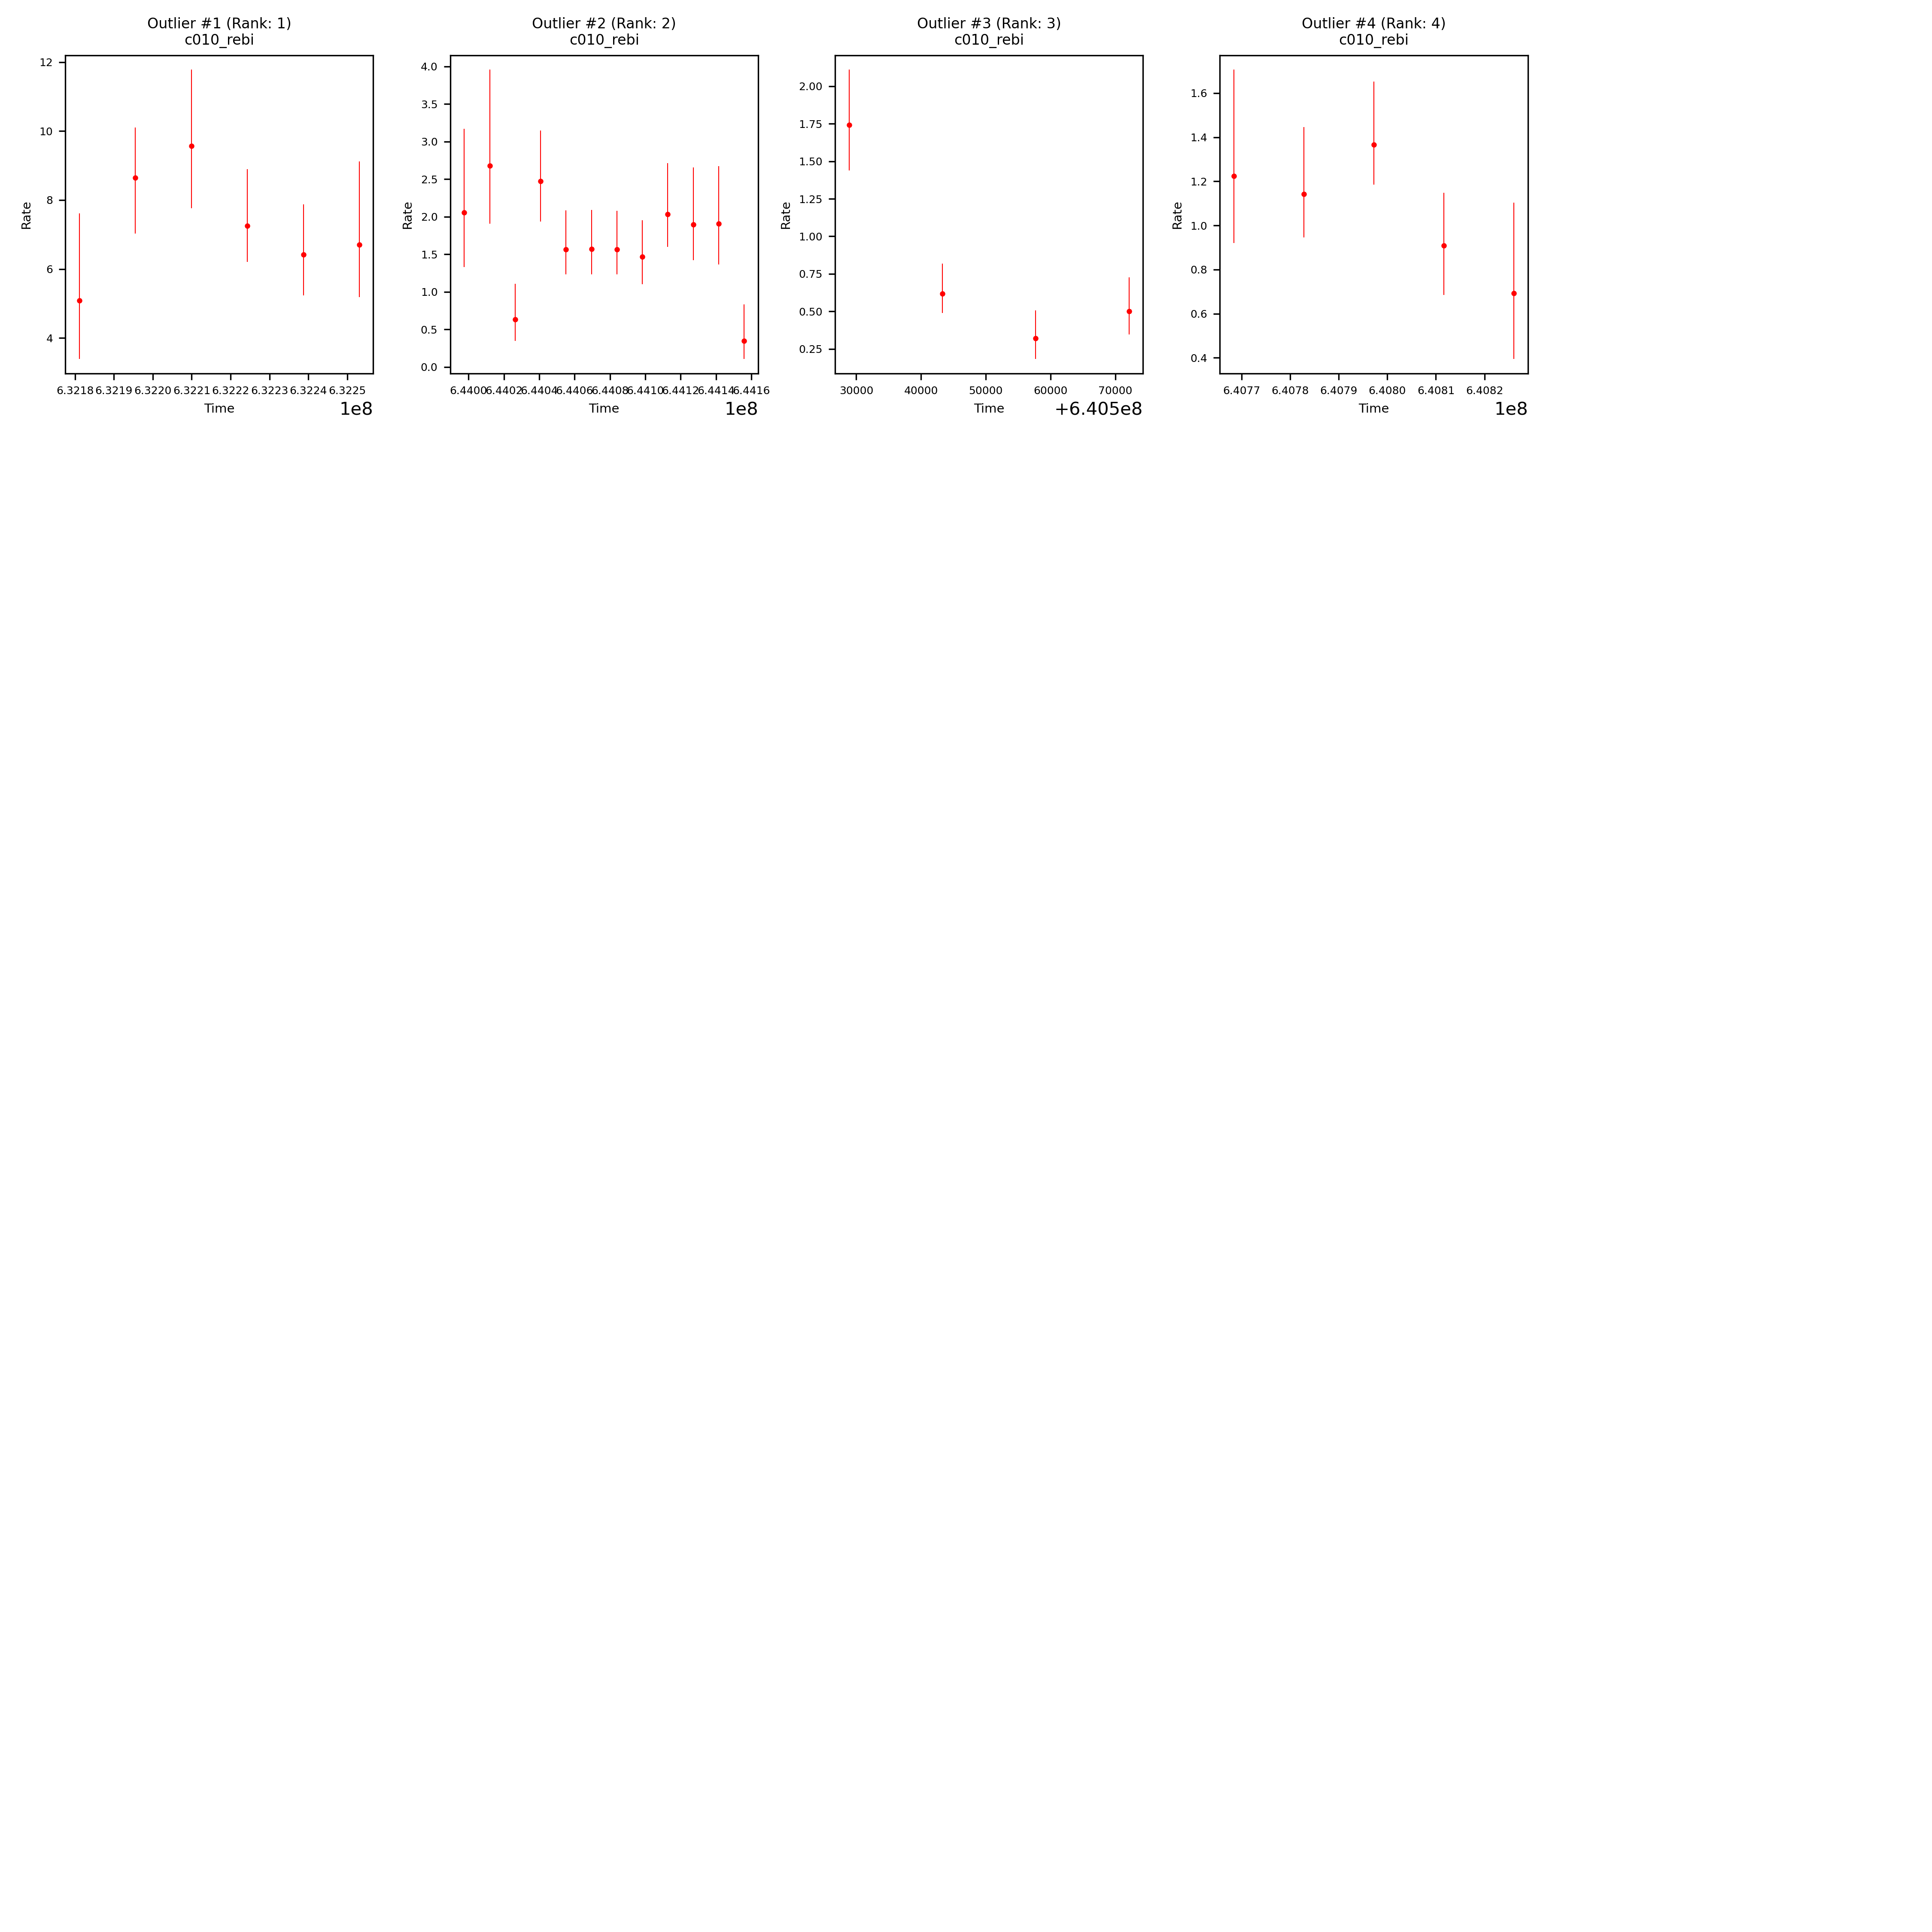 Outlier #1 (Rank: 1)
c010_rebi
12
10
8
6
4
Rate
6.3218 6.3219 6.3220 6.3221 6.3222 6.3223 6.3224 6.3225
Time
1e8
Outlier #2 (Rank: 2)
c010_rebi
4.0
3.5
3.0
2.5
2.0
1.5
1.0
0.5
0.0
Rate
6.4400 6.4402 6.4404 6.4406 6.4408 6.4410 6.4412 6.4414 6.4416
Time
1e8
Outlier #3 (Rank: 3)
c010_rebi
2.00
1.75
1.50
1.25
1.00
0.75
0.50
0.25
Rate
30000 40000 50000 60000 70000
Time
+6.405e8
Outlier #4 (Rank: 4)
c010_rebi
1.6
1.4
1.2
1.0
0.8
0.6
0.4
Rate
6.4077 6.4078 6.4079 6.4080 6.4081 6.4082
Time
1e8